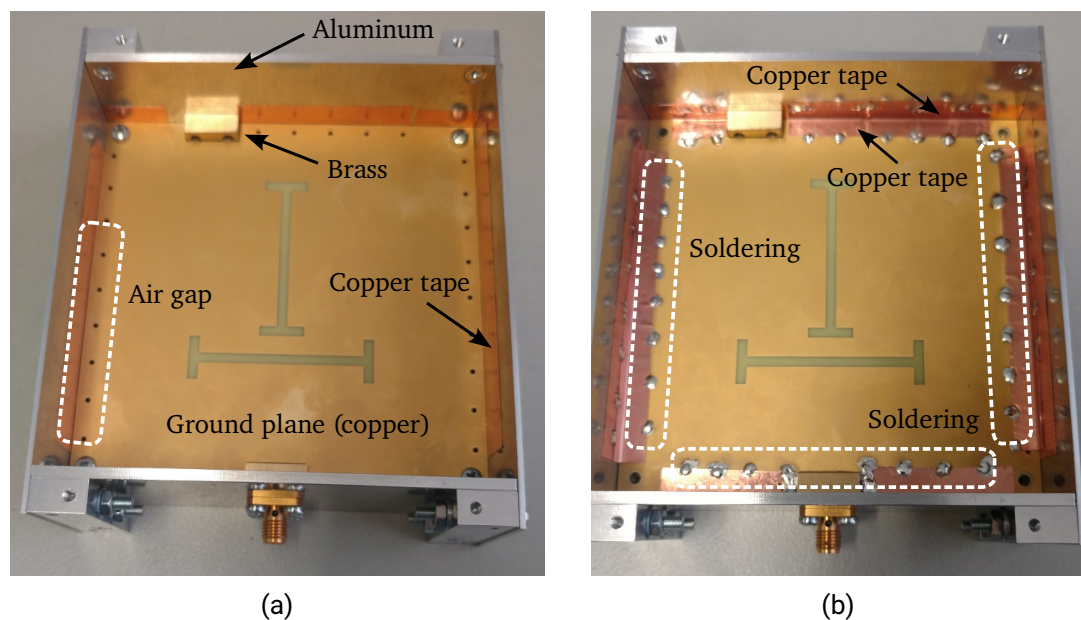 Aluminum
Brass
Air gap
Copper tape
Ground plane (copper)
(a)
Copper tape
Copper tape
Soldering
Soldering
(b)